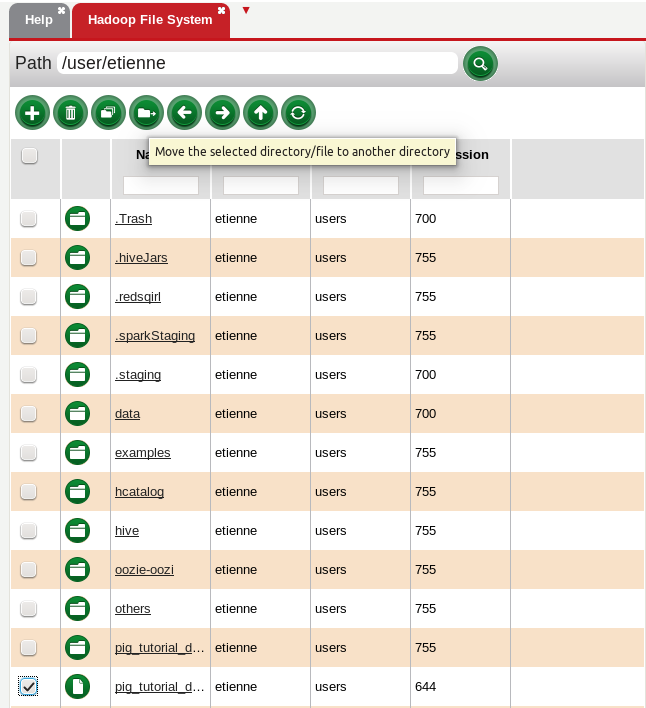 Help Hadoop File System
Path /user/etienne
Move the selected directory/file to another directory
Na ssion
.Trash etienne users 700
.hiveJars etienne users 755
.redsqirl etienne users 755
.sparkStaging etienne users 755
.staging etienne users 700
data etienne users 700
examples etienne users 755
hcatalog etienne users 755
hive etienne users 755
oozie-oozi etienne users 755
others etienne users 755
pig_tutorial_d... etienne users 755
pig_tutorial_d... etienne users 644